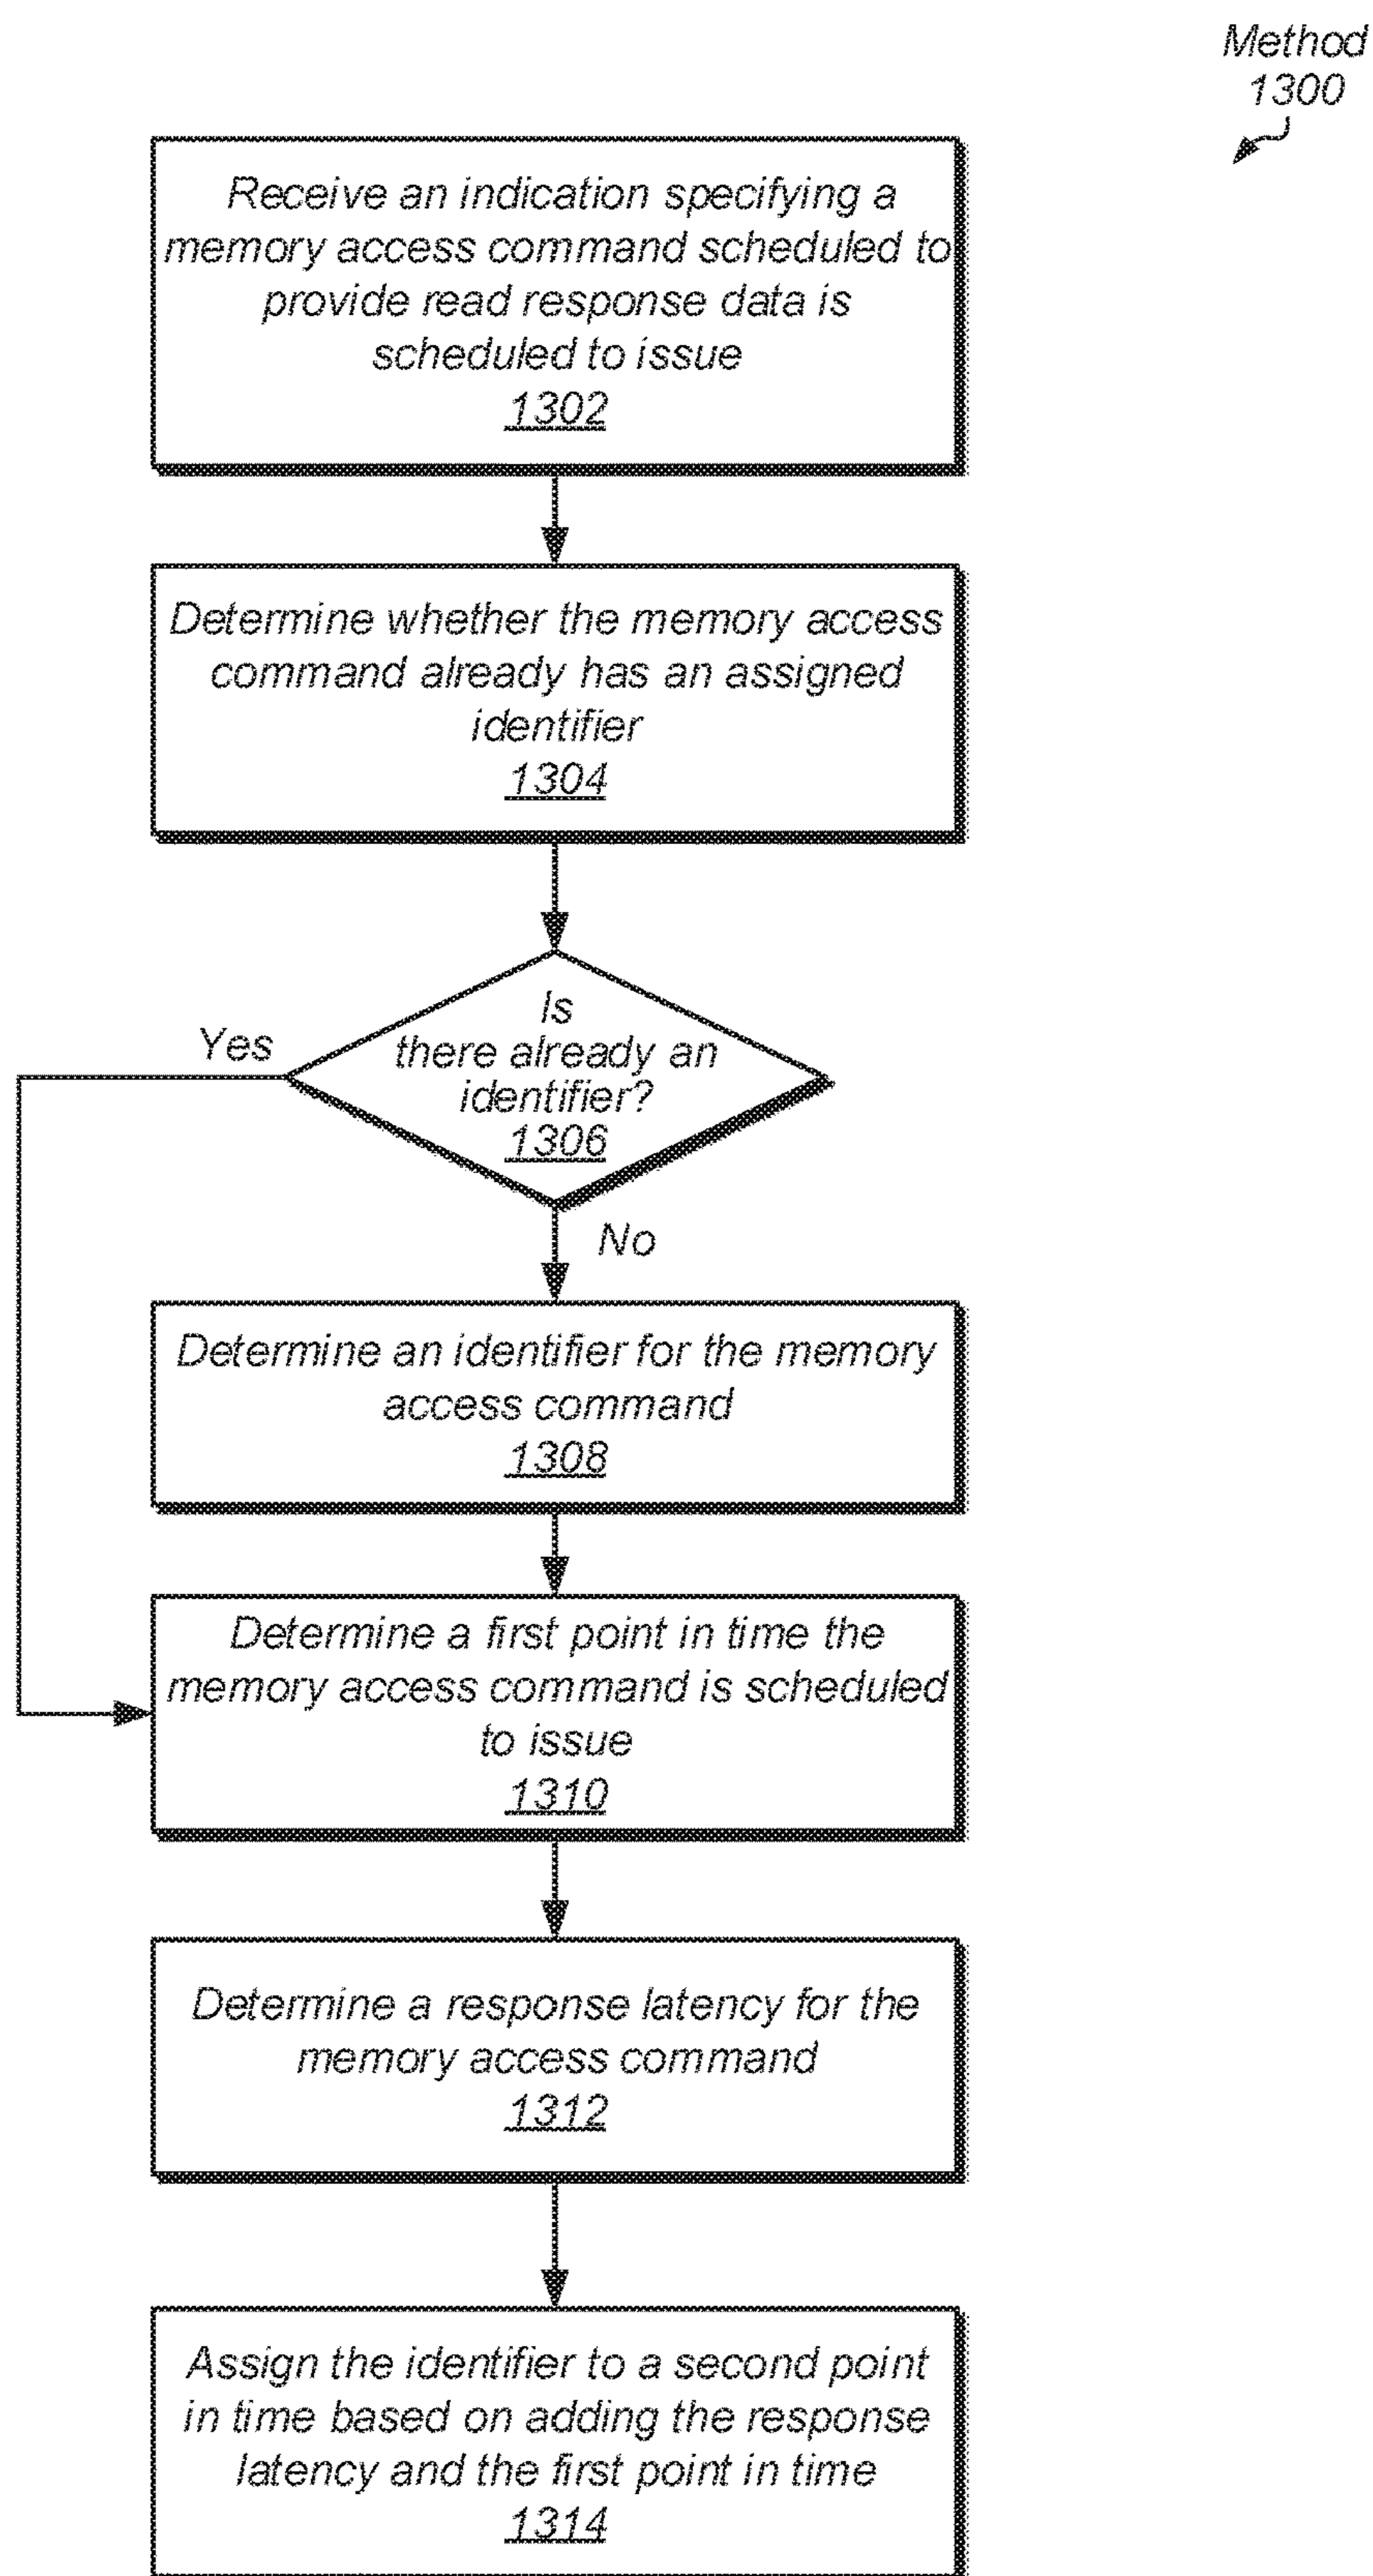 Method
1300
Receive an indication specifying a
memory access command scheduled to
provide read response data is
scheduled to issue
1302
Determine whether the memory access
command already has an assigned
identifier
1304
Is
there already an
identifier?
1306
Yes
No
Determine an identifier for the memory
access command
1308
Determine a first point in time the
memory access command is scheduled
to issue
1310
Determine a response latency for the
memory access command
1312
Assign the identifier to a second point
in time based on adding the response
latency and the first point in time
1314